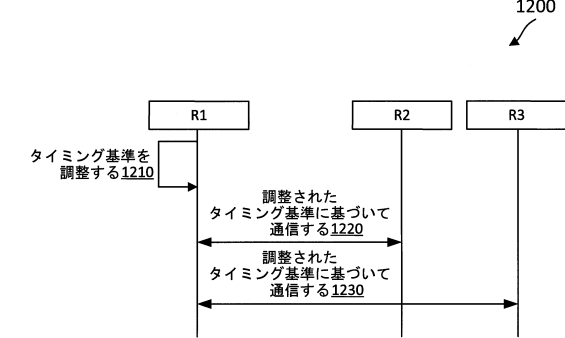 1200
R1
R2
R3
タイミング基準を
調整する1210
調整された
タイミング基準に基づいて
通信する1220
調整された
タイミング基準に基づいて
通信する1230